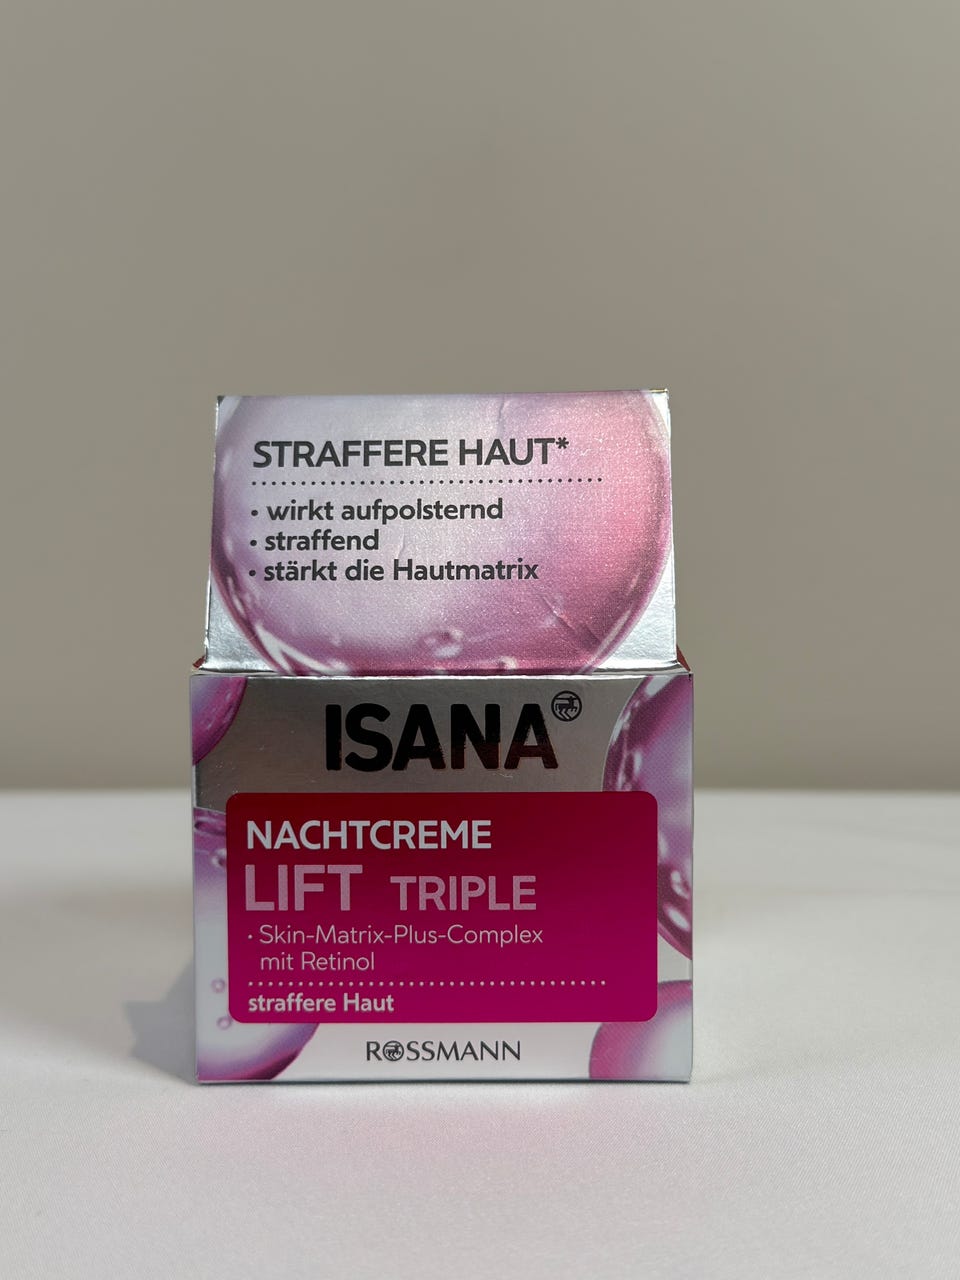 STRAFFERE HAUT*
• wirkt aufpolsternd
• straffend
• stärkt die Hautmatrix
ISANA
NACHTCREME
LIFT TRIPLE
• Skin-Matrix-Plus-Complex
mit Retinol
straffere Haut
ROSSMANN